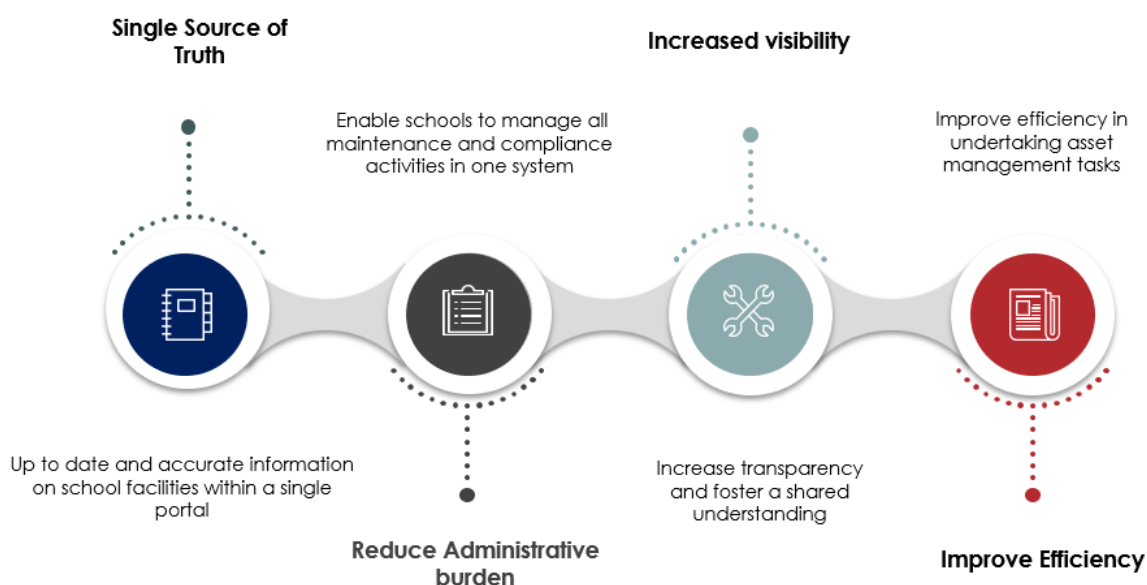 Single Source of
Truth
Up to date and accurate information
on school facilities within a single
portal
Enable schools to manage all
maintenance and compliance
activities in one system
Reduce Administrative
burden
Increased visibility
Increase transparency
and foster a shared
understanding
Improve efficiency in
undertaking asset
management tasks
Improve Efficiency